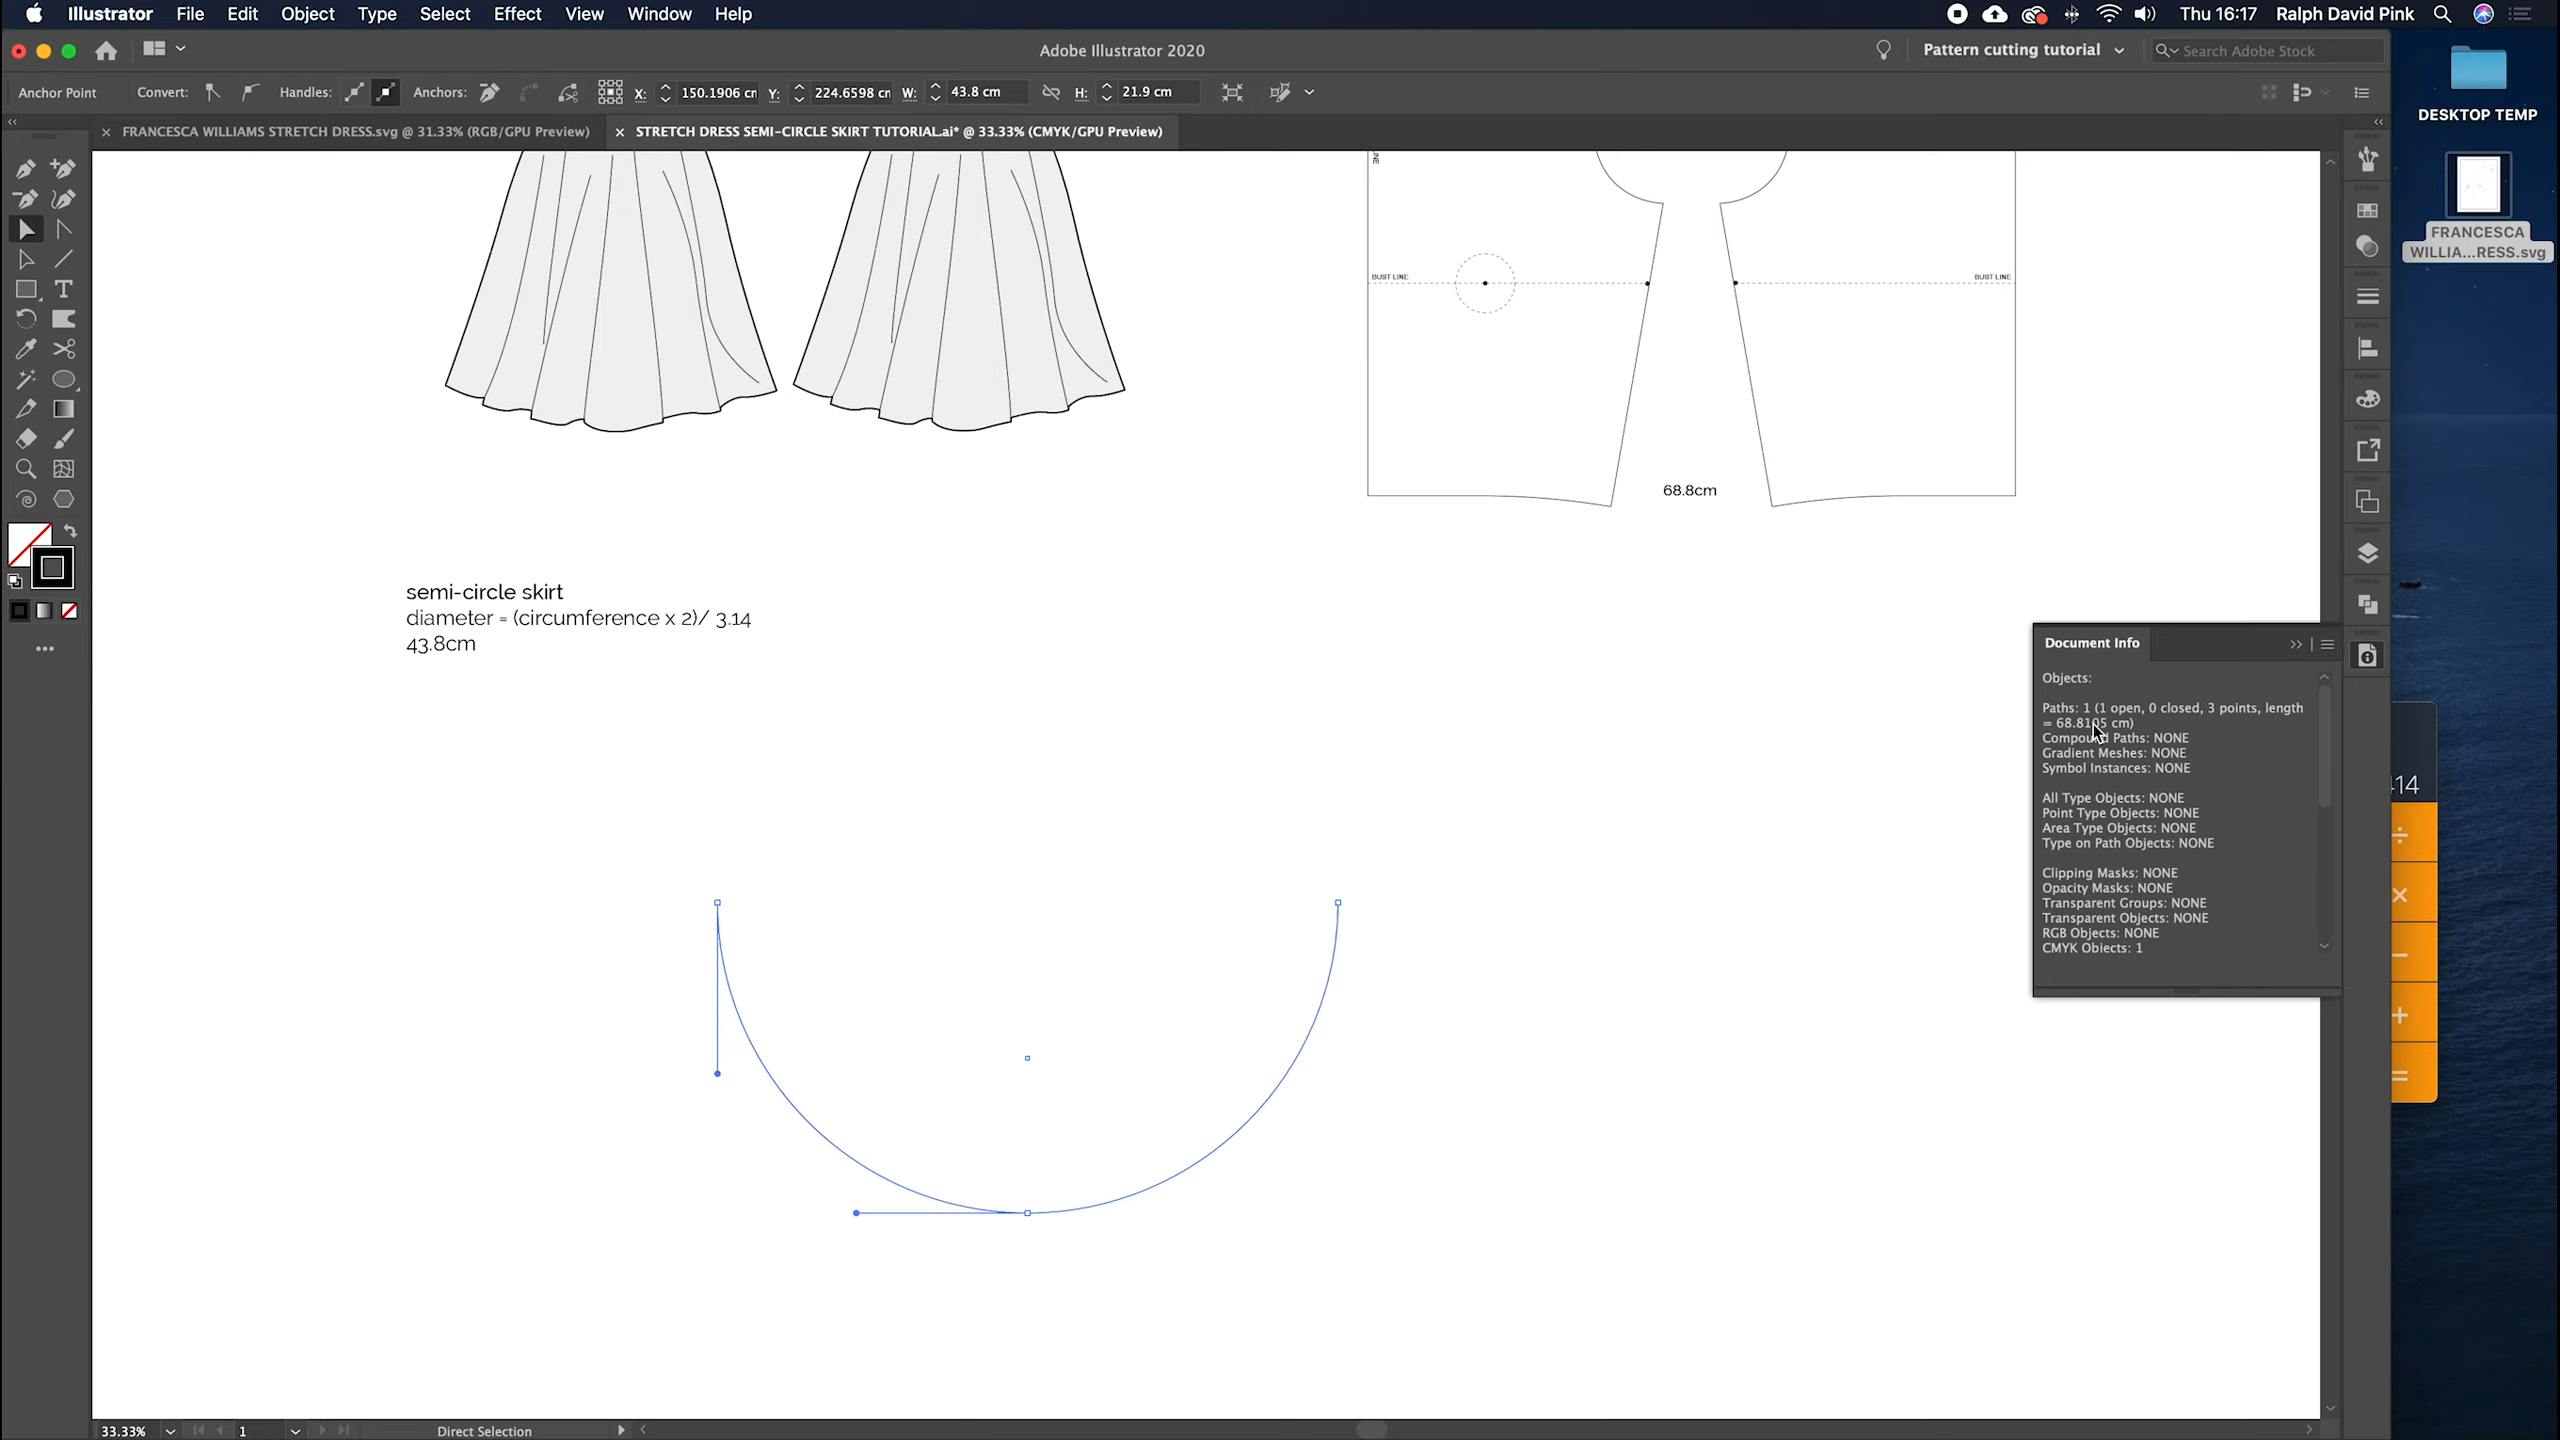 Illustrator File Edit Object Type Select Effect View Window Help
Thu 16:17 Ralph David Pink
Adobe Illustrator 2020
Pattern cutting tutorial
Search Adobe Stock
Anchor Point Convert: Handles: Anchors: X: 150.1906 cm Y: 224.6598 cm W: 43.8 cm H: 21.9 cm
FRANCESCA WILLIAMS STRETCH DRESS.svg @ 31.33% (RGB/GPU Preview)
STRETCH DRESS SEMI-CIRCLE SKIRT TUTORIAL.ai* @ 33.33% (CMYK/GPU Preview)
DESKTOP TEMP
FRANCESCA
WILLIA...RESS.svg
BUST LINE
BUST LINE
68.8cm
semi-circle skirt
diameter = (circumference x 2)/ 3.14
43.8cm
Document Info
Objects:
Paths: 1 (1 open, 0 closed, 3 points, length
= 68.8105 cm)
Compound Paths: NONE
Gradient Meshes: NONE
Symbol Instances: NONE
All Type Objects: NONE
Point Type Objects: NONE
Area Type Objects: NONE
Type on Path Objects: NONE
Clipping Masks: NONE
Opacity Masks: NONE
Transparent Groups: NONE
Transparent Objects: NONE
RGB Objects: NONE
CMYK Objects: 1
14
÷
×
−
+
=
33.33% 1 Direct Selection